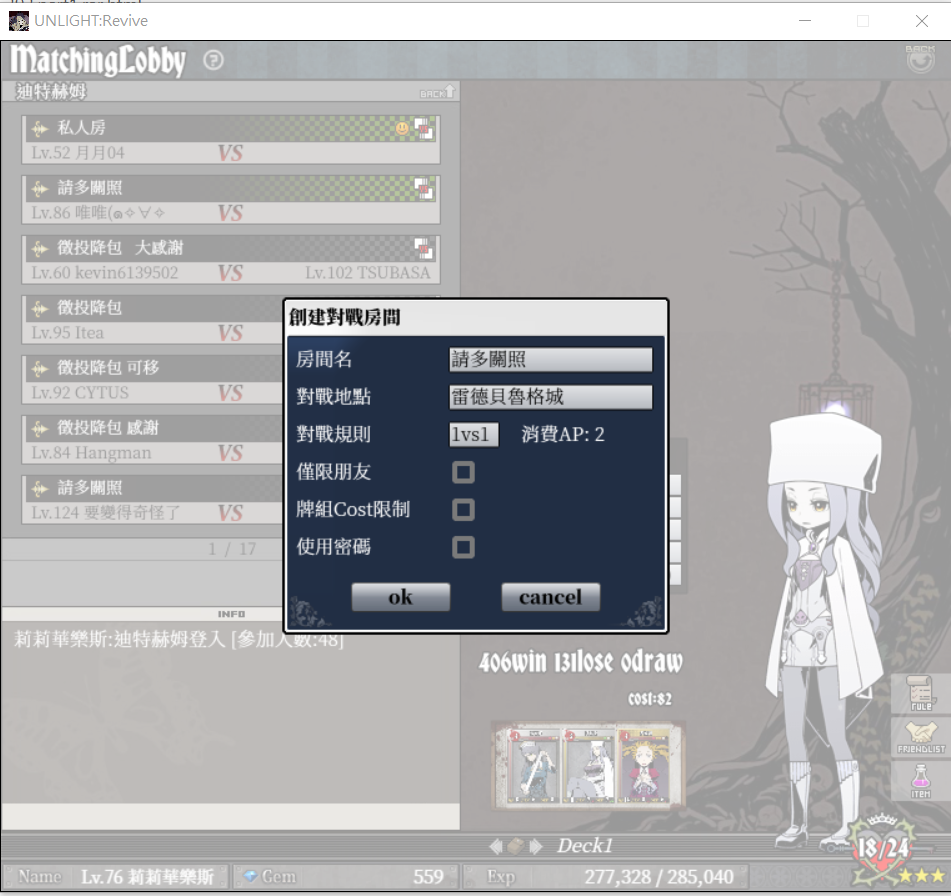 UNLIGHT:Revive
MatchingLobby ?
BACK
迪特赫姆
BACK
私人房
Lv.52 月月04 VS
請多關照
Lv.86 唯唯(๑✧∀✧ VS
徵投降包 大感謝
Lv.60 kevin6139502 VS Lv.102 TSUBASA
徵投降包
Lv.95 Itea VS
徵投降包 可移
Lv.92 CYTUS VS
徵投降包 感謝
Lv.84 Hangman VS
請多關照
Lv.124 要變得奇怪了 VS
1 / 17
創建對戰房間
房間名 請多關照
對戰地點 雷德貝魯格城
對戰規則 1vs1 消費AP: 2
僅限朋友
牌組Cost限制
使用密碼
ok cancel
INFO
莉莉華樂斯:迪特赫姆登入 [參加人數:48]
406win 131lose 0draw
cost:82
RULE
FRIENDLIST
ITEM
Deck1
18/24
Name Lv.76 莉莉華樂斯 Gem 559 Exp 277,328 / 285,040